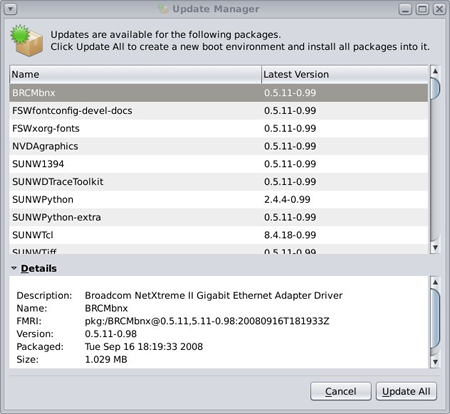 Update Manager
Updates are available for the following packages.
Click Update All to create a new boot environment and install all packages into it.
Name Latest Version
BRCMbnx 0.5.11-0.99
FSWfontconfig-devel-docs 0.5.11-0.99
FSWxorg-fonts 0.5.11-0.99
NVDAgraphics 0.5.11-0.99
SUNW1394 0.5.11-0.99
SUNWDTraceToolkit 0.5.11-0.99
SUNWPython 2.4.4-0.99
SUNWPython-extra 0.5.11-0.99
SUNWTcl 8.4.18-0.99
SUNWTiff 0.5.11-0.99
Details
Description: Broadcom NetXtreme II Gigabit Ethernet Adapter Driver
Name: BRCMbnx
FMRI: pkg:/BRCMbnx@0.5.11,5.11-0.98:20080916T181933Z
Version: 0.5.11-0.98
Packaged: Tue Sep 16 18:19:33 2008
Size: 1.029 MB
Cancel Update All